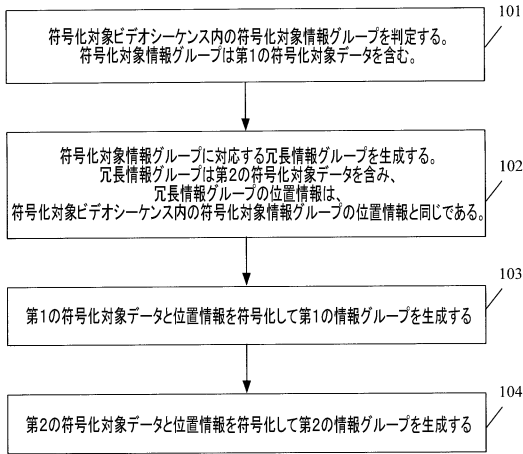 101
符号化対象ビデオシーケンス内の符号化対象情報グループを判定する。
符号化対象情報グループは第1の符号化対象データを含む。
102
符号化対象情報グループに対応する冗長情報グループを生成する。
冗長情報グループは第2の符号化対象データを含み、
冗長情報グループの位置情報は、
符号化対象ビデオシーケンス内の符号化対象情報グループの位置情報と同じである。
103
第1の符号化対象データと位置情報を符号化して第1の情報グループを生成する
104
第2の符号化対象データと位置情報を符号化して第2の情報グループを生成する